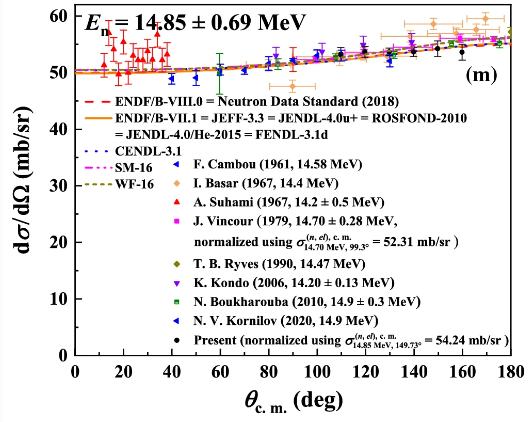 Eₙ = 14.85 ± 0.69 MeV
(m)
ENDF/B-VIII.0 = Neutron Data Standard (2018)
ENDF/B-VII.1 = JEFF-3.3 = JENDL-4.0u+ = ROSFOND-2010
= JENDL-4.0/He-2015 = FENDL-3.1d
CENDL-3.1
SM-16
WF-16
F. Cambou (1961, 14.58 MeV)
I. Basar (1967, 14.4 MeV)
A. Suhami (1967, 14.2 ± 0.5 MeV)
J. Vincour (1979, 14.70 ± 0.28 MeV,
normalized using σ^{(n, el), c. m.}_{14.70 MeV, 99.3°} = 52.31 mb/sr )
T. B. Ryves (1990, 14.47 MeV)
K. Kondo (2006, 14.20 ± 0.13 MeV)
N. Boukharouba (2010, 14.9 ± 0.3 MeV)
N. V. Kornilov (2020, 14.9 MeV)
Present (normalized using σ^{(n, el), c. m.}_{14.85 MeV, 149.73°} = 54.24 mb/sr )
dσ/dΩ (mb/sr)
60
50
40
30
20
10
0
0 20 40 60 80 100 120 140 160 180
θ_{c. m.} (deg)